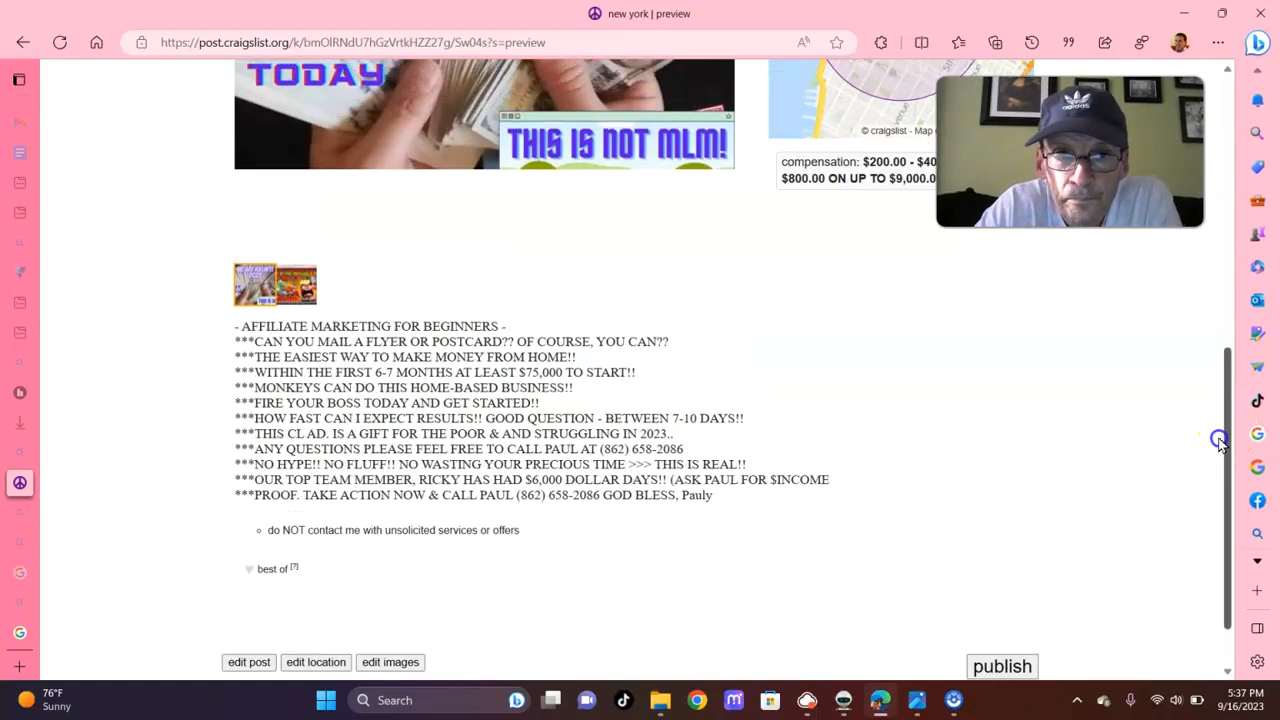 new york | preview
https://post.craigslist.org/k/bmOlRNdU7hGzVrtkHZZ27g/Sw04s?s=preview
TODAY
THIS IS NOT MLM!
© craigslist - Map
compensation: $200.00 - $40
$800.00 ON UP TO $9,000.0
- AFFILIATE MARKETING FOR BEGINNERS -
***CAN YOU MAIL A FLYER OR POSTCARD?? OF COURSE, YOU CAN??
***THE EASIEST WAY TO MAKE MONEY FROM HOME!!
***WITHIN THE FIRST 6-7 MONTHS AT LEAST $75,000 TO START!!
***MONKEYS CAN DO THIS HOME-BASED BUSINESS!!
***FIRE YOUR BOSS TODAY AND GET STARTED!!
***HOW FAST CAN I EXPECT RESULTS!! GOOD QUESTION - BETWEEN 7-10 DAYS!!
***THIS CL AD. IS A GIFT FOR THE POOR & AND STRUGGLING IN 2023..
***ANY QUESTIONS PLEASE FEEL FREE TO CALL PAUL AT (862) 658-2086
***NO HYPE!! NO FLUFF!! NO WASTING YOUR PRECIOUS TIME >>> THIS IS REAL!!
***OUR TOP TEAM MEMBER, RICKY HAS HAD $6,000 DOLLAR DAYS!! (ASK PAUL FOR $INCOME
***PROOF. TAKE ACTION NOW & CALL PAUL (862) 658-2086 GOD BLESS, Pauly
do NOT contact me with unsolicited services or offers
best of [?]
edit post edit location edit images
publish
76°F
Sunny
Search
5:37 PM
9/16/2023